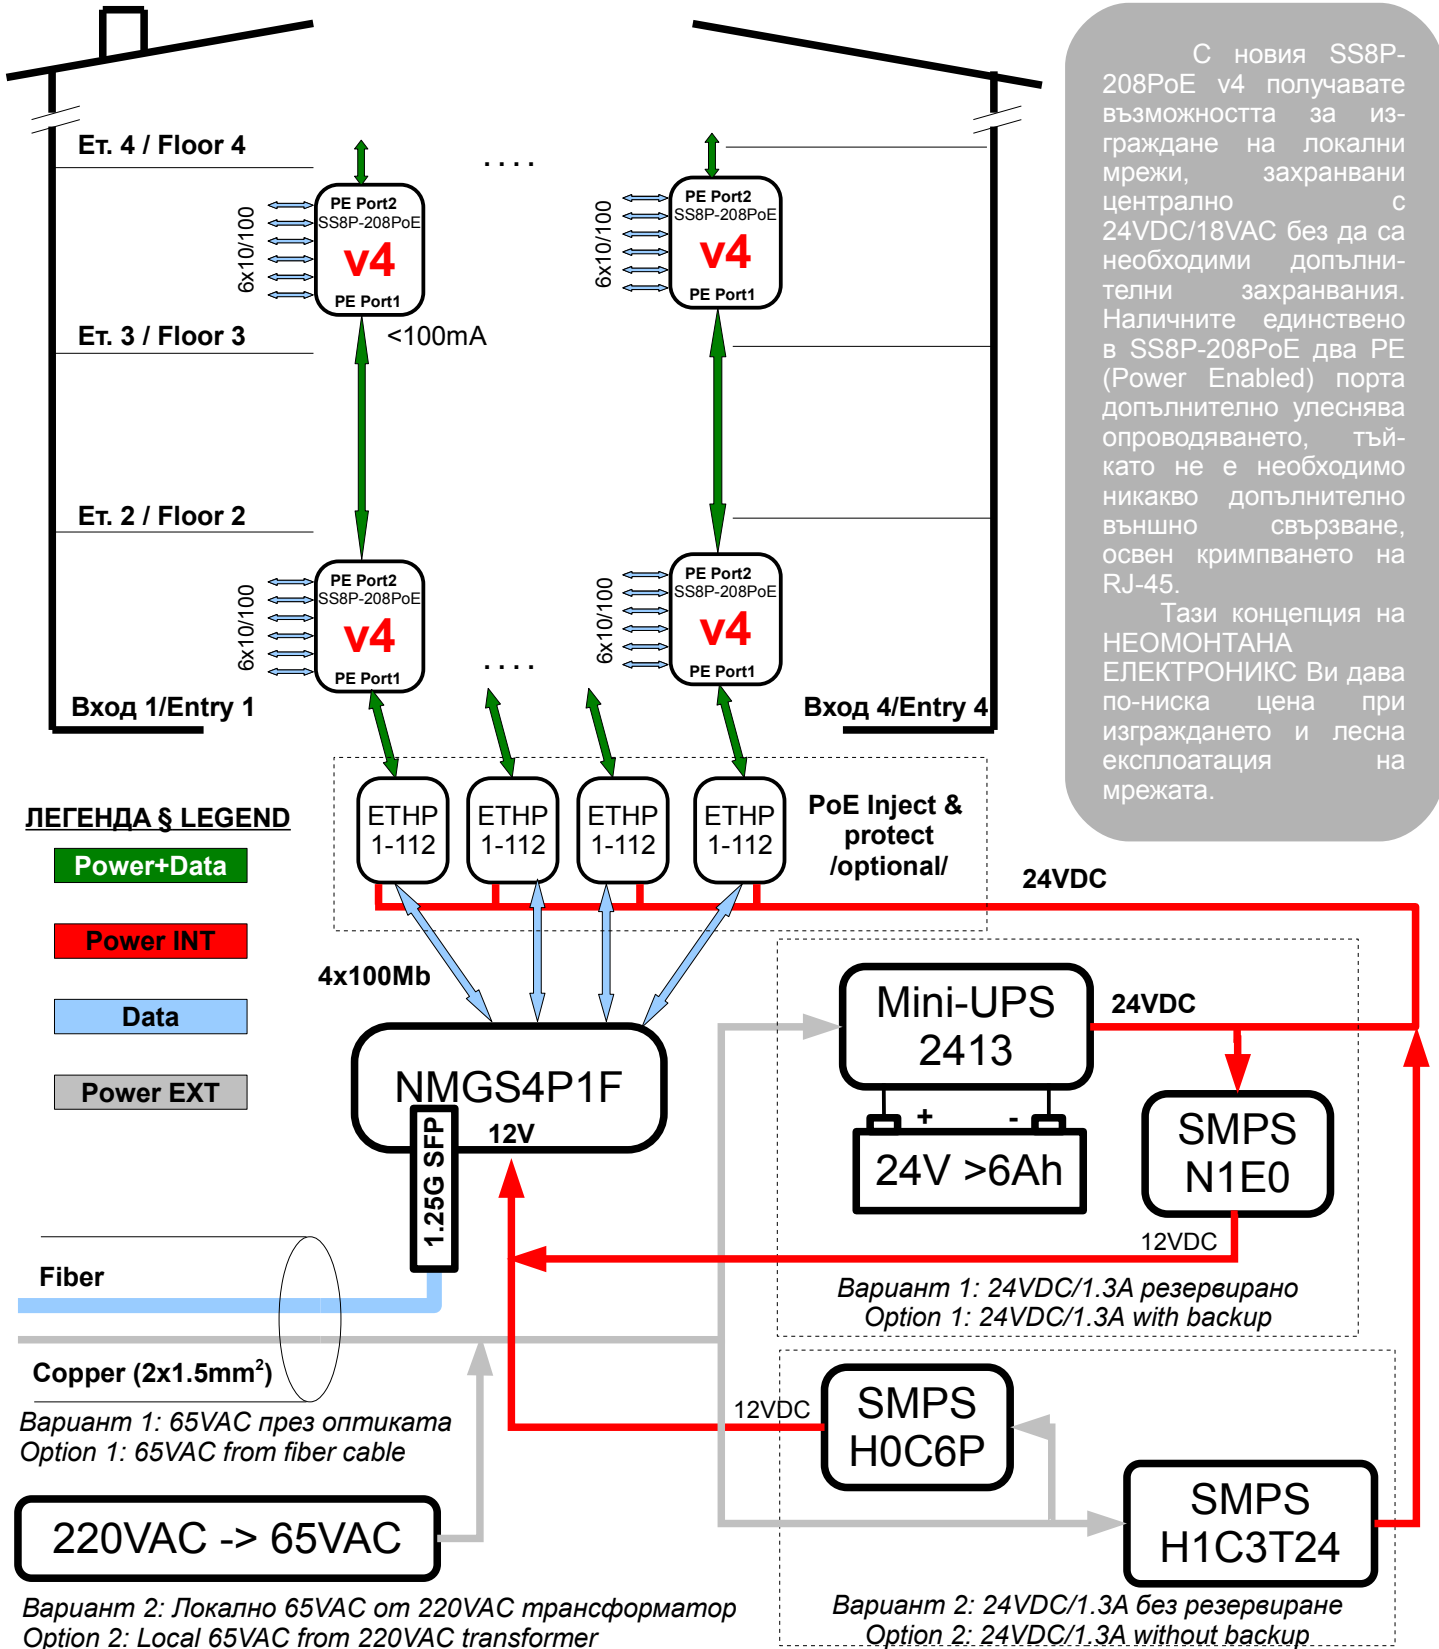 С новия SS8P-
208PoE v4 получавате
възможността за из-
граждане на локални
мрежи, захранвани
централно с
24VDC/18VAC без да са
необходими допълни-
телни захранвания.
Наличните единствено
в SS8P-208PoE два PE
(Power Enabled) порта
допълнително улеснява
опроводяването, тъй-
като не е необходимо
никакво допълнително
външно свързване,
освен кримпването на
RJ-45.
Тази концепция на
НЕОМОНТАНА
ЕЛЕКТРОНИКС Ви дава
по-ниска цена при
изграждането и лесна
експлоатация на
мрежата.
Ет. 4 / Floor 4
. . . .
PE Port2
SS8P-208PoE
v4
PE Port1
6x10/100
PE Port2
SS8P-208PoE
v4
PE Port1
6x10/100
Ет. 3 / Floor 3
<100mA
Ет. 2 / Floor 2
PE Port2
SS8P-208PoE
v4
PE Port1
6x10/100
PE Port2
SS8P-208PoE
v4
PE Port1
6x10/100
. . . .
Вход 1/Entry 1
Вход 4/Entry 4
ETHP
1-112
ETHP
1-112
ETHP
1-112
ETHP
1-112
PoE Inject &
protect
/optional/
24VDC
ЛЕГЕНДА § LEGEND
Power+Data
Power INT
Data
Power EXT
4x100Mb
NMGS4P1F
12V
1.25G SFP
Mini-UPS
2413
24VDC
+ -
24V >6Ah
SMPS
N1E0
12VDC
Вариант 1: 24VDC/1.3A резервирано
Option 1: 24VDC/1.3A with backup
Fiber
Copper (2x1.5mm²)
Вариант 1: 65VAC през оптиката
Option 1: 65VAC from fiber cable
12VDC
SMPS
H0C6P
SMPS
H1C3T24
220VAC -> 65VAC
Вариант 2: Локално 65VAC от 220VAC трансформатор
Option 2: Local 65VAC from 220VAC transformer
Вариант 2: 24VDC/1.3A без резервиране
Option 2: 24VDC/1.3A without backup